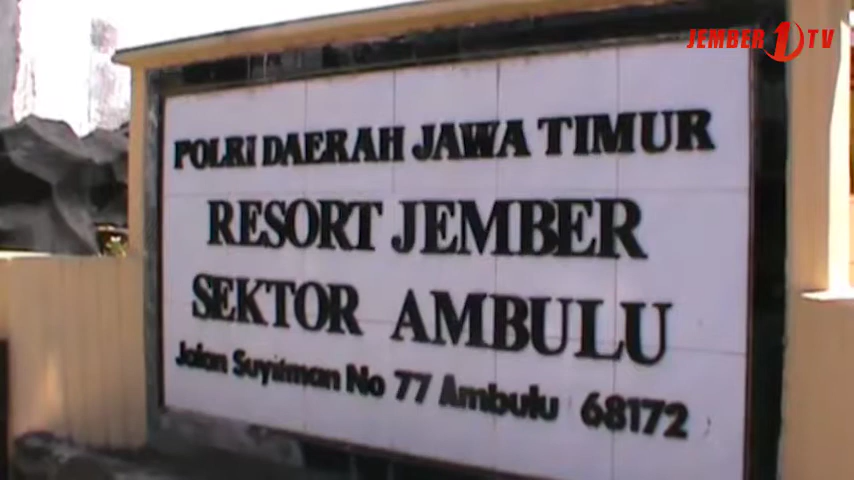 JEMBER 1 TV
POLRI DAERAH JAWA TIMUR
RESORT JEMBER
SEKTOR AMBULU
Jalan Suyitman No 77 Ambulu 68172